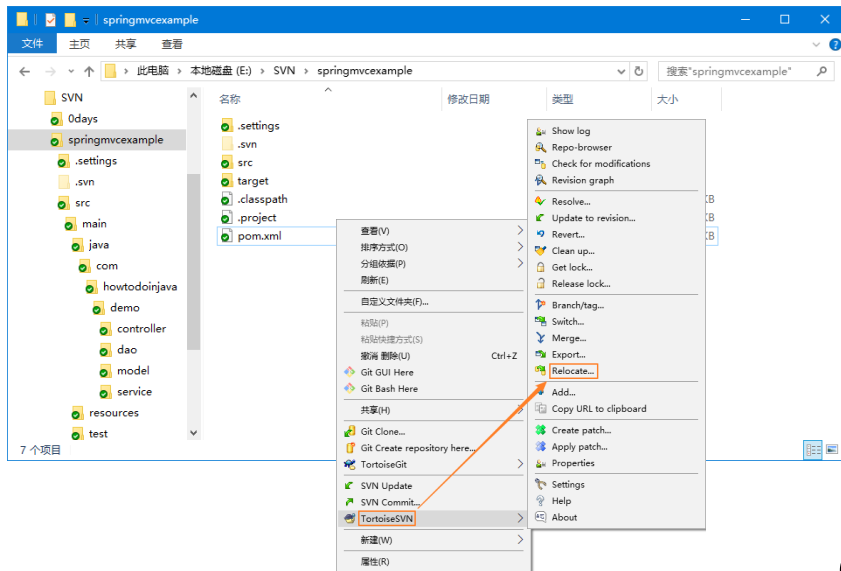 springmvcexample
文件 主页 共享 查看
此电脑 › 本地磁盘 (E:) › SVN › springmvcexample
搜索"springmvcexample"
名称 修改日期 类型 大小
SVN
0days
springmvcexample
.settings
.svn
src
main
java
com
howtodoinjava
demo
controller
dao
model
service
resources
test
.settings
.svn
src
target
.classpath
.project
pom.xml
KB
KB
KB
查看(V)
排序方式(O)
分组依据(P)
刷新(E)
自定义文件夹(F)...
粘贴(P)
粘贴快捷方式(S)
撤消 删除(U) Ctrl+Z
Git GUI Here
Git Bash Here
共享(H)
Git Clone...
Git Create repository here...
TortoiseGit
SVN Update
SVN Commit...
TortoiseSVN
新建(W)
属性(R)
Show log
Repo-browser
Check for modifications
Revision graph
Resolve...
Update to revision...
Revert...
Clean up...
Get lock...
Release lock...
Branch/tag...
Switch...
Merge...
Export...
Relocate...
Add...
Copy URL to clipboard
Create patch...
Apply patch...
Properties
Settings
Help
About
7 个项目